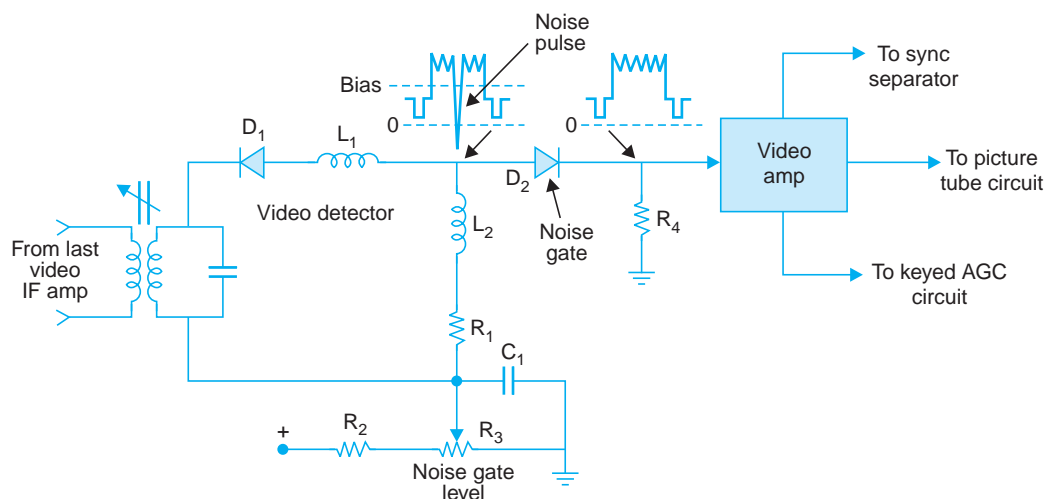 Noise
pulse
Bias
0
0
To sync
separator
D1
L1
D2
Video
amp
To picture
tube circuit
Video detector
L2
Noise
gate
R4
From last
video
IF amp
To keyed AGC
circuit
R1
C1
+
R2
R3
Noise gate
level